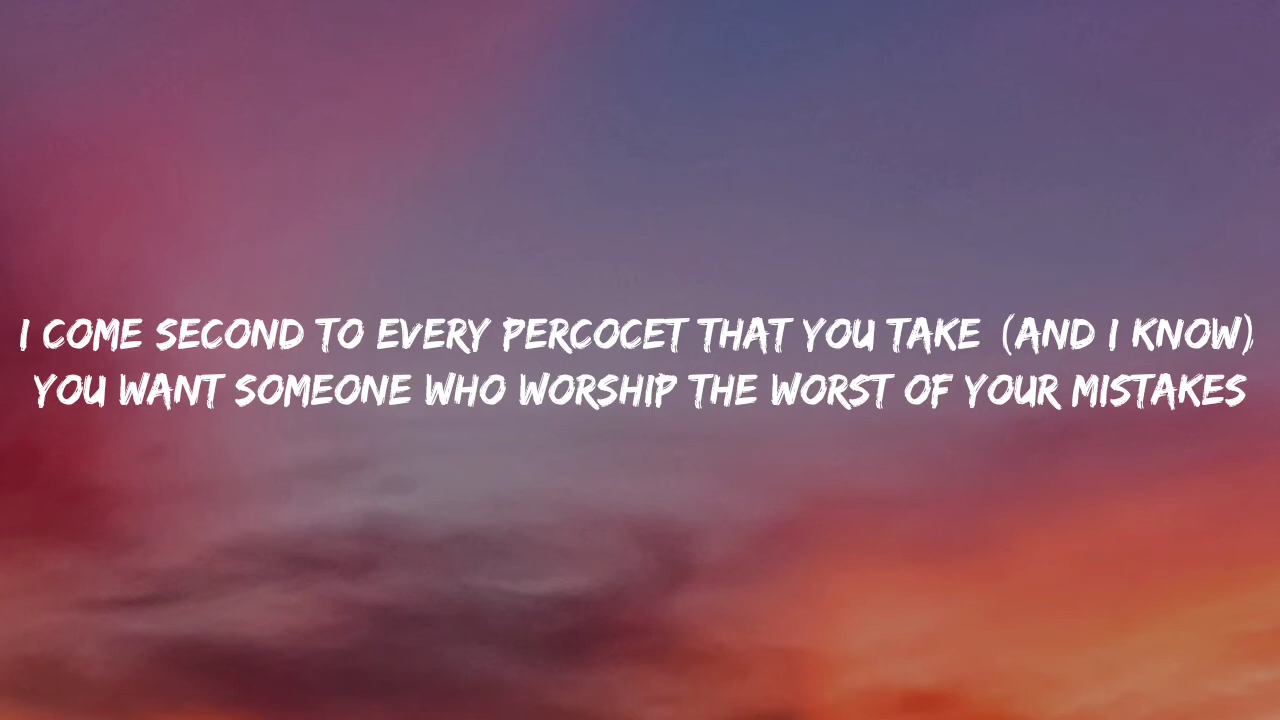 I COME SECOND TO EVERY PERCOCET THAT YOU TAKE (AND I KNOW)
YOU WANT SOMEONE WHO WORSHIP THE WORST OF YOUR MISTAKES